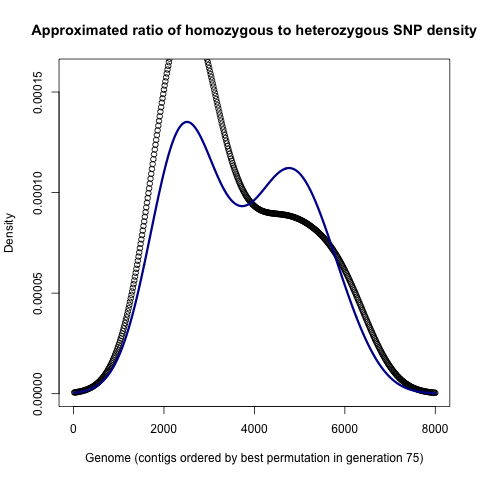 Approximated ratio of homozygous to heterozygous SNP density
0.00015
0.00010
0.00005
0.00000
Density
0 2000 4000 6000 8000
Genome (contigs ordered by best permutation in generation 75)